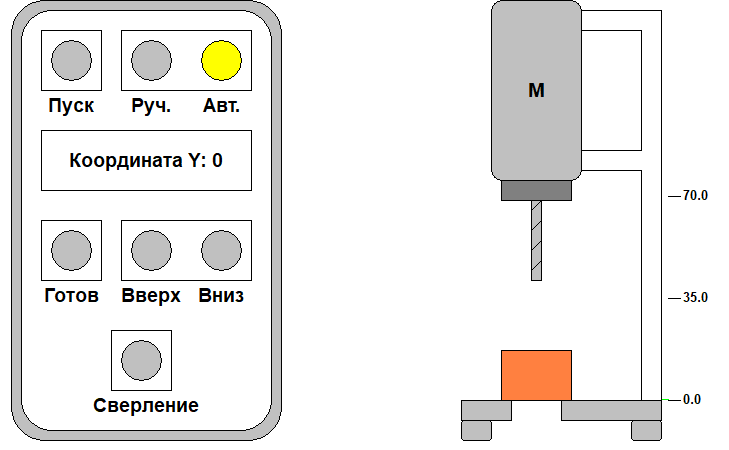 Пуск Руч. Авт.
Координата Y: 0
Готов Вверх Вниз
Сверление
M
70.0
35.0
0.0